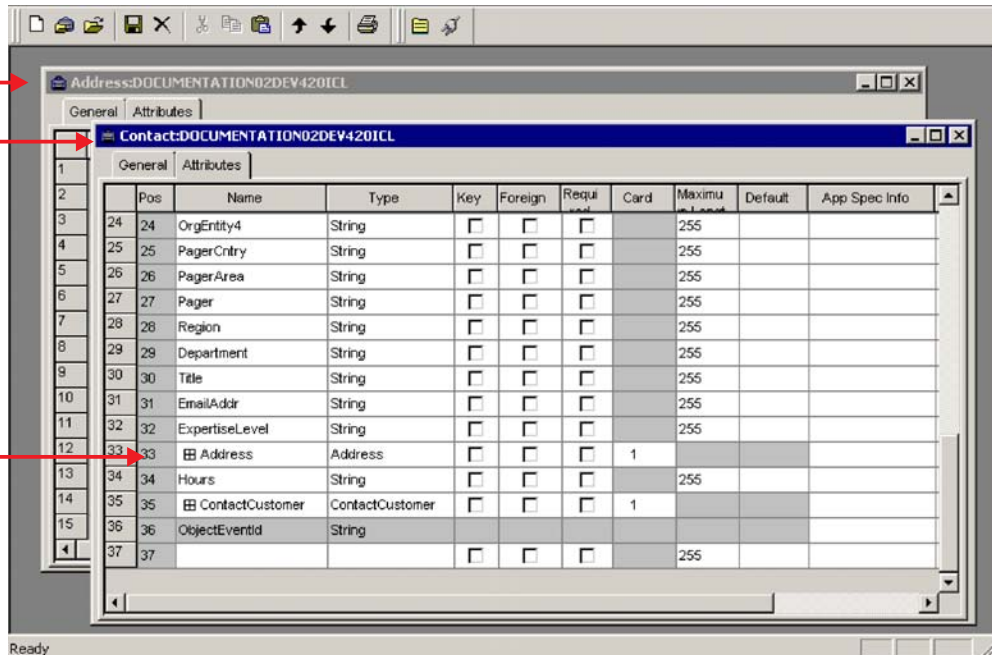 Address:DOCUMENTATION02DEV420ICL
General Attributes
Contact:DOCUMENTATION02DEV420ICL
General Attributes
Pos Name Type Key Foreign Requi Card Maximu Default App Spec Info
1
2
3
4
5
6
7
8
9
10
11
12
13
14
15
24 24 OrgEntity4 String 255
25 25 PagerCntry String 255
26 26 PagerArea String 255
27 27 Pager String 255
28 28 Region String 255
29 29 Department String 255
30 30 Title String 255
31 31 EmailAddr String 255
32 32 ExpertiseLevel String 255
33 33 Address Address 1
34 34 Hours String 255
35 35 ContactCustomer ContactCustomer 1
36 36 ObjectEventId String
37 37 255
Ready